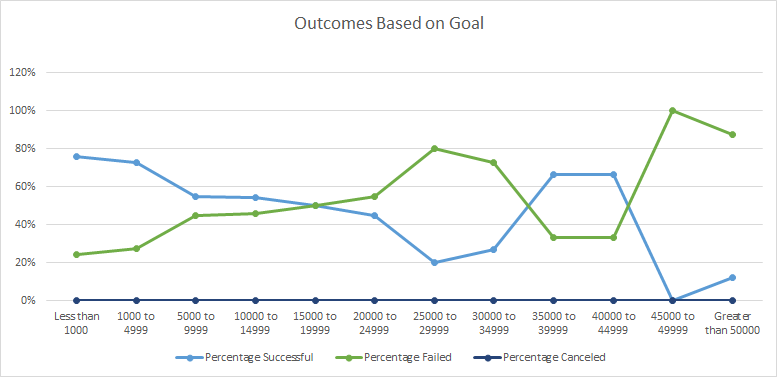 Outcomes Based on Goal
120%
100%
80%
60%
40%
20%
0%
Less than 1000
1000 to 4999
5000 to 9999
10000 to 14999
15000 to 19999
20000 to 24999
25000 to 29999
30000 to 34999
35000 to 39999
40000 to 44999
45000 to 49999
Greater than 50000
Percentage Successful
Percentage Failed
Percentage Canceled